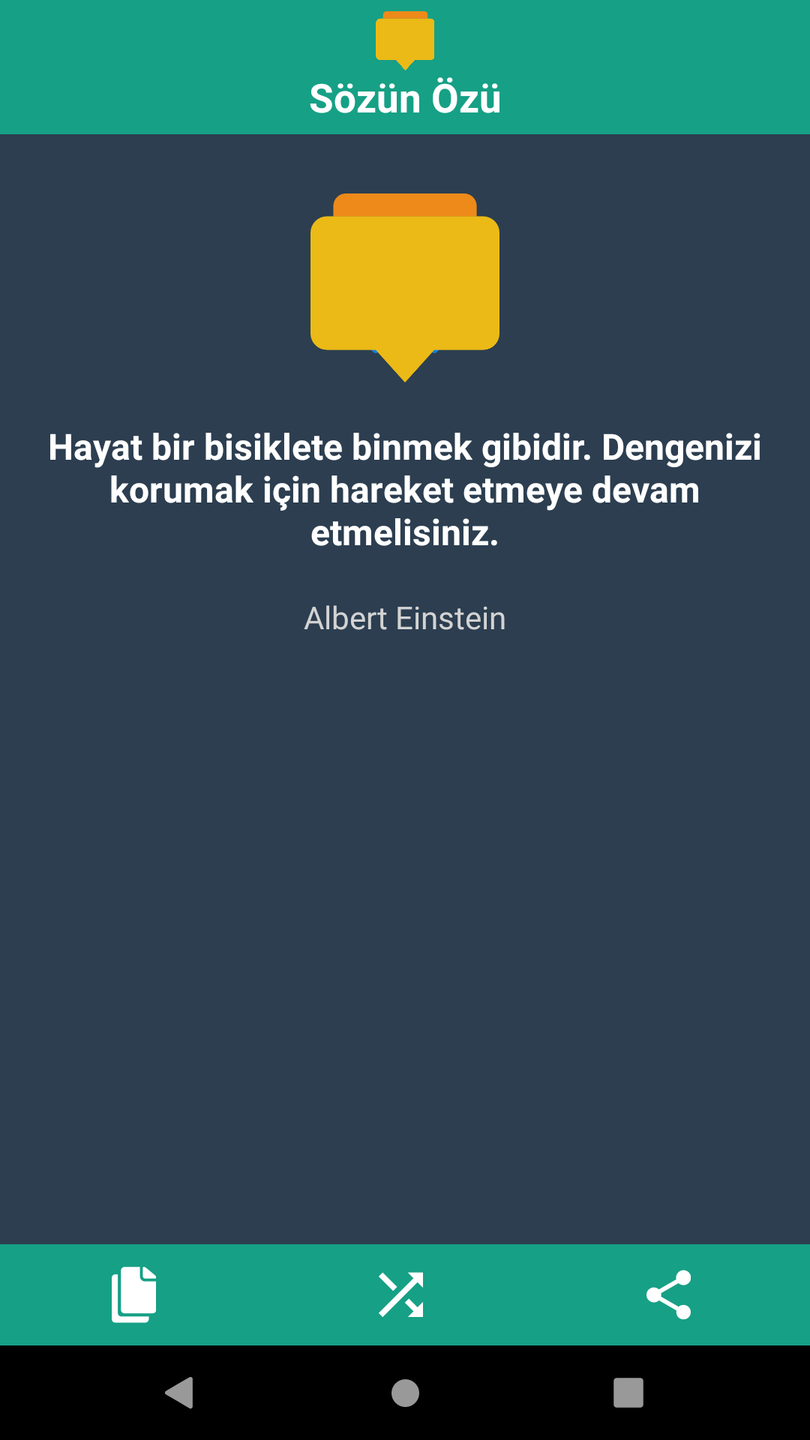 Sözün Özü
Hayat bir bisiklete binmek gibidir. Dengenizi
korumak için hareket etmeye devam
etmelisiniz.
Albert Einstein